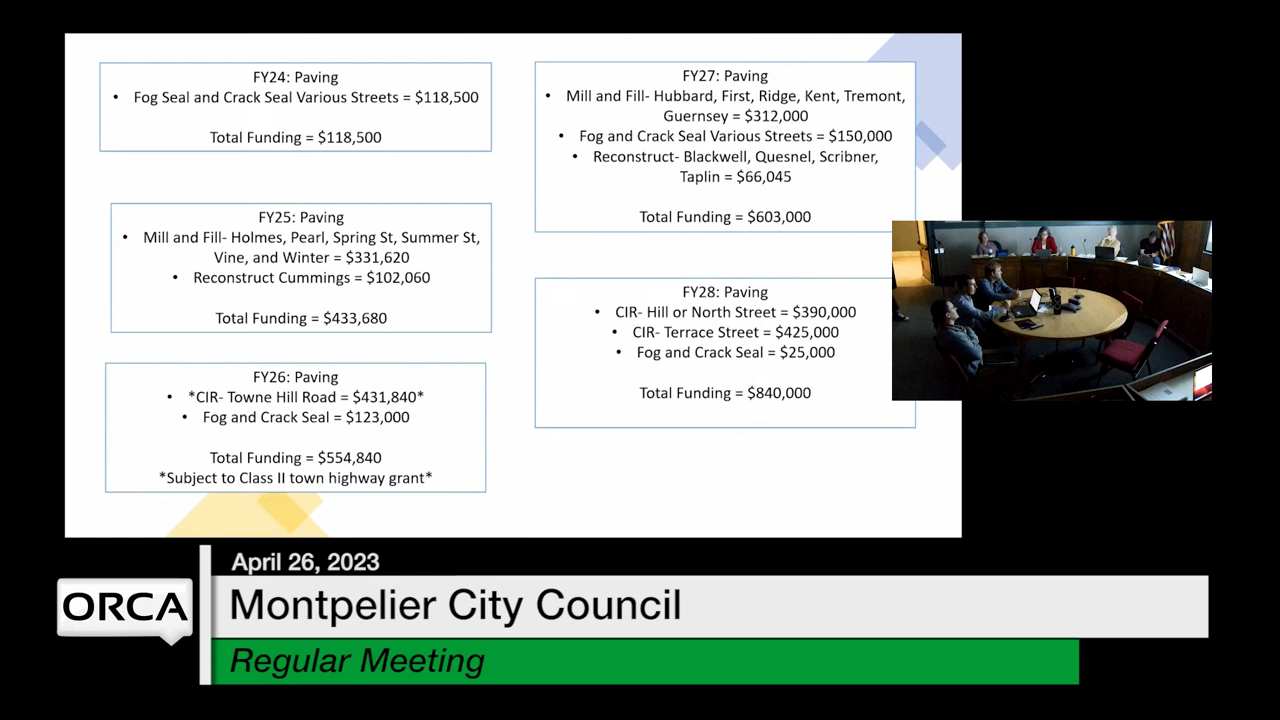 FY24: Paving
• Fog Seal and Crack Seal Various Streets = $118,500
Total Funding = $118,500
FY25: Paving
• Mill and Fill- Holmes, Pearl, Spring St, Summer St,
Vine, and Winter = $331,620
• Reconstruct Cummings = $102,060
Total Funding = $433,680
FY26: Paving
• *CIR- Towne Hill Road = $431,840*
• Fog and Crack Seal = $123,000
Total Funding = $554,840
*Subject to Class II town highway grant*
FY27: Paving
• Mill and Fill- Hubbard, First, Ridge, Kent, Tremont,
Guernsey = $312,000
• Fog and Crack Seal Various Streets = $150,000
• Reconstruct- Blackwell, Quesnel, Scribner,
Taplin = $66,045
Total Funding = $603,000
FY28: Paving
• CIR- Hill or North Street = $390,000
• CIR- Terrace Street = $425,000
• Fog and Crack Seal = $25,000
Total Funding = $840,000
April 26, 2023
ORCA
Montpelier City Council
Regular Meeting